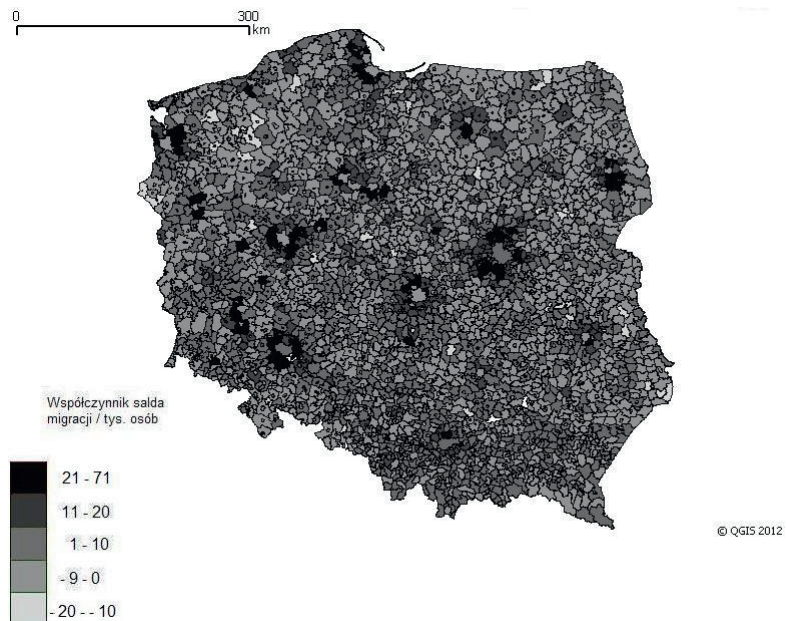 0 300
km
Współczynnik salda
migracji / tys. osób
21 - 71
11 - 20
1 - 10
- 9 - 0
- 20 - - 10
© QGIS 2012